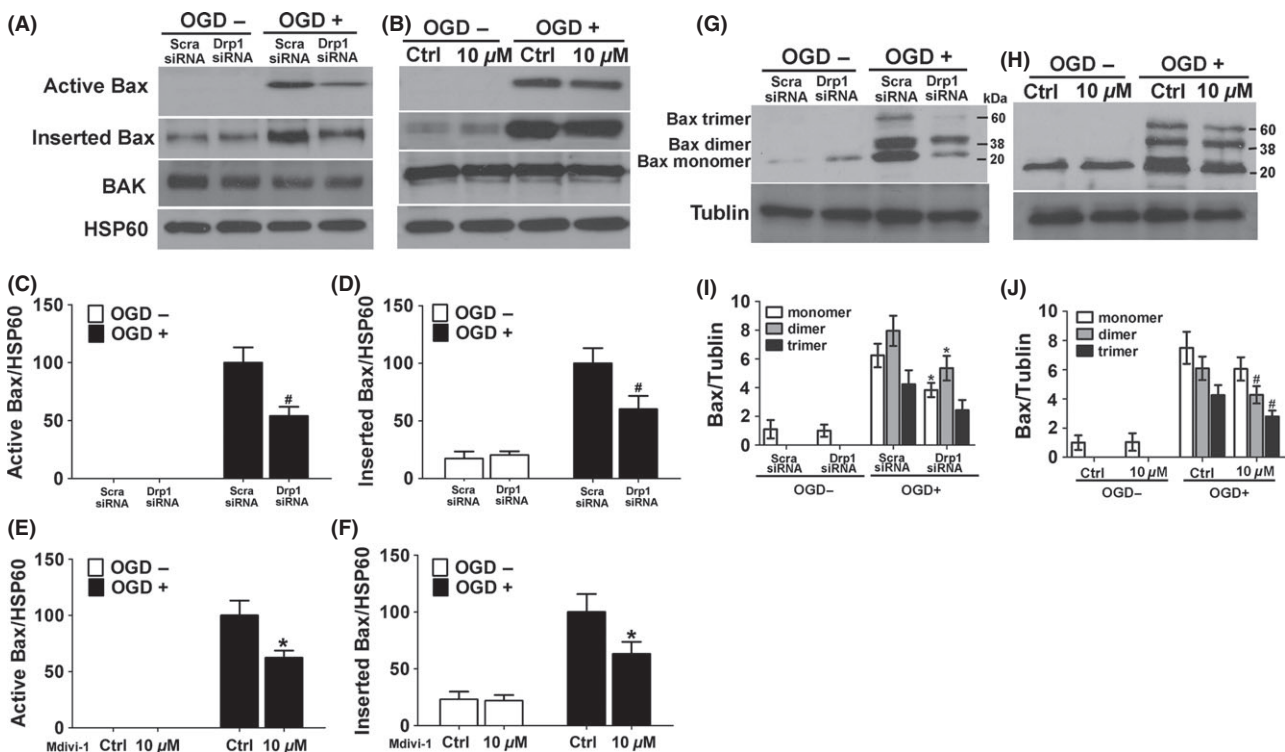 (A)
OGD – OGD +
Scra siRNA Drp1 siRNA Scra siRNA Drp1 siRNA
Active Bax
Inserted Bax
BAK
HSP60
(B)
OGD – OGD +
Ctrl 10 µM Ctrl 10 µM
(G)
OGD – OGD +
Scra siRNA Drp1 siRNA Scra siRNA Drp1 siRNA
kDa
Bax trimer 60
Bax dimer 38
Bax monomer 20
Tublin
(H)
OGD – OGD +
Ctrl 10 µM Ctrl 10 µM
60
38
20
(C)
Active Bax/HSP60
150
100
50
0
OGD –
OGD +
#
Scra siRNA Drp1 siRNA Scra siRNA Drp1 siRNA
(D)
Inserted Bax/HSP60
150
100
50
0
OGD –
OGD +
#
Scra siRNA Drp1 siRNA Scra siRNA Drp1 siRNA
(I)
Bax/Tublin
10
8
6
4
2
0
monomer
dimer
trimer
* *
Scra siRNA Drp1 siRNA Scra siRNA Drp1 siRNA
OGD– OGD+
(J)
Bax/Tublin
10
8
6
4
2
0
monomer
dimer
trimer
# #
Ctrl 10 µM Ctrl 10 µM
OGD– OGD+
(E)
Active Bax/HSP60
150
100
50
0
OGD –
OGD +
*
Mdivi-1 Ctrl 10 µM Ctrl 10 µM
(F)
Inserted Bax/HSP60
150
100
50
0
OGD –
OGD +
*
Mdivi-1 Ctrl 10 µM Ctrl 10 µM